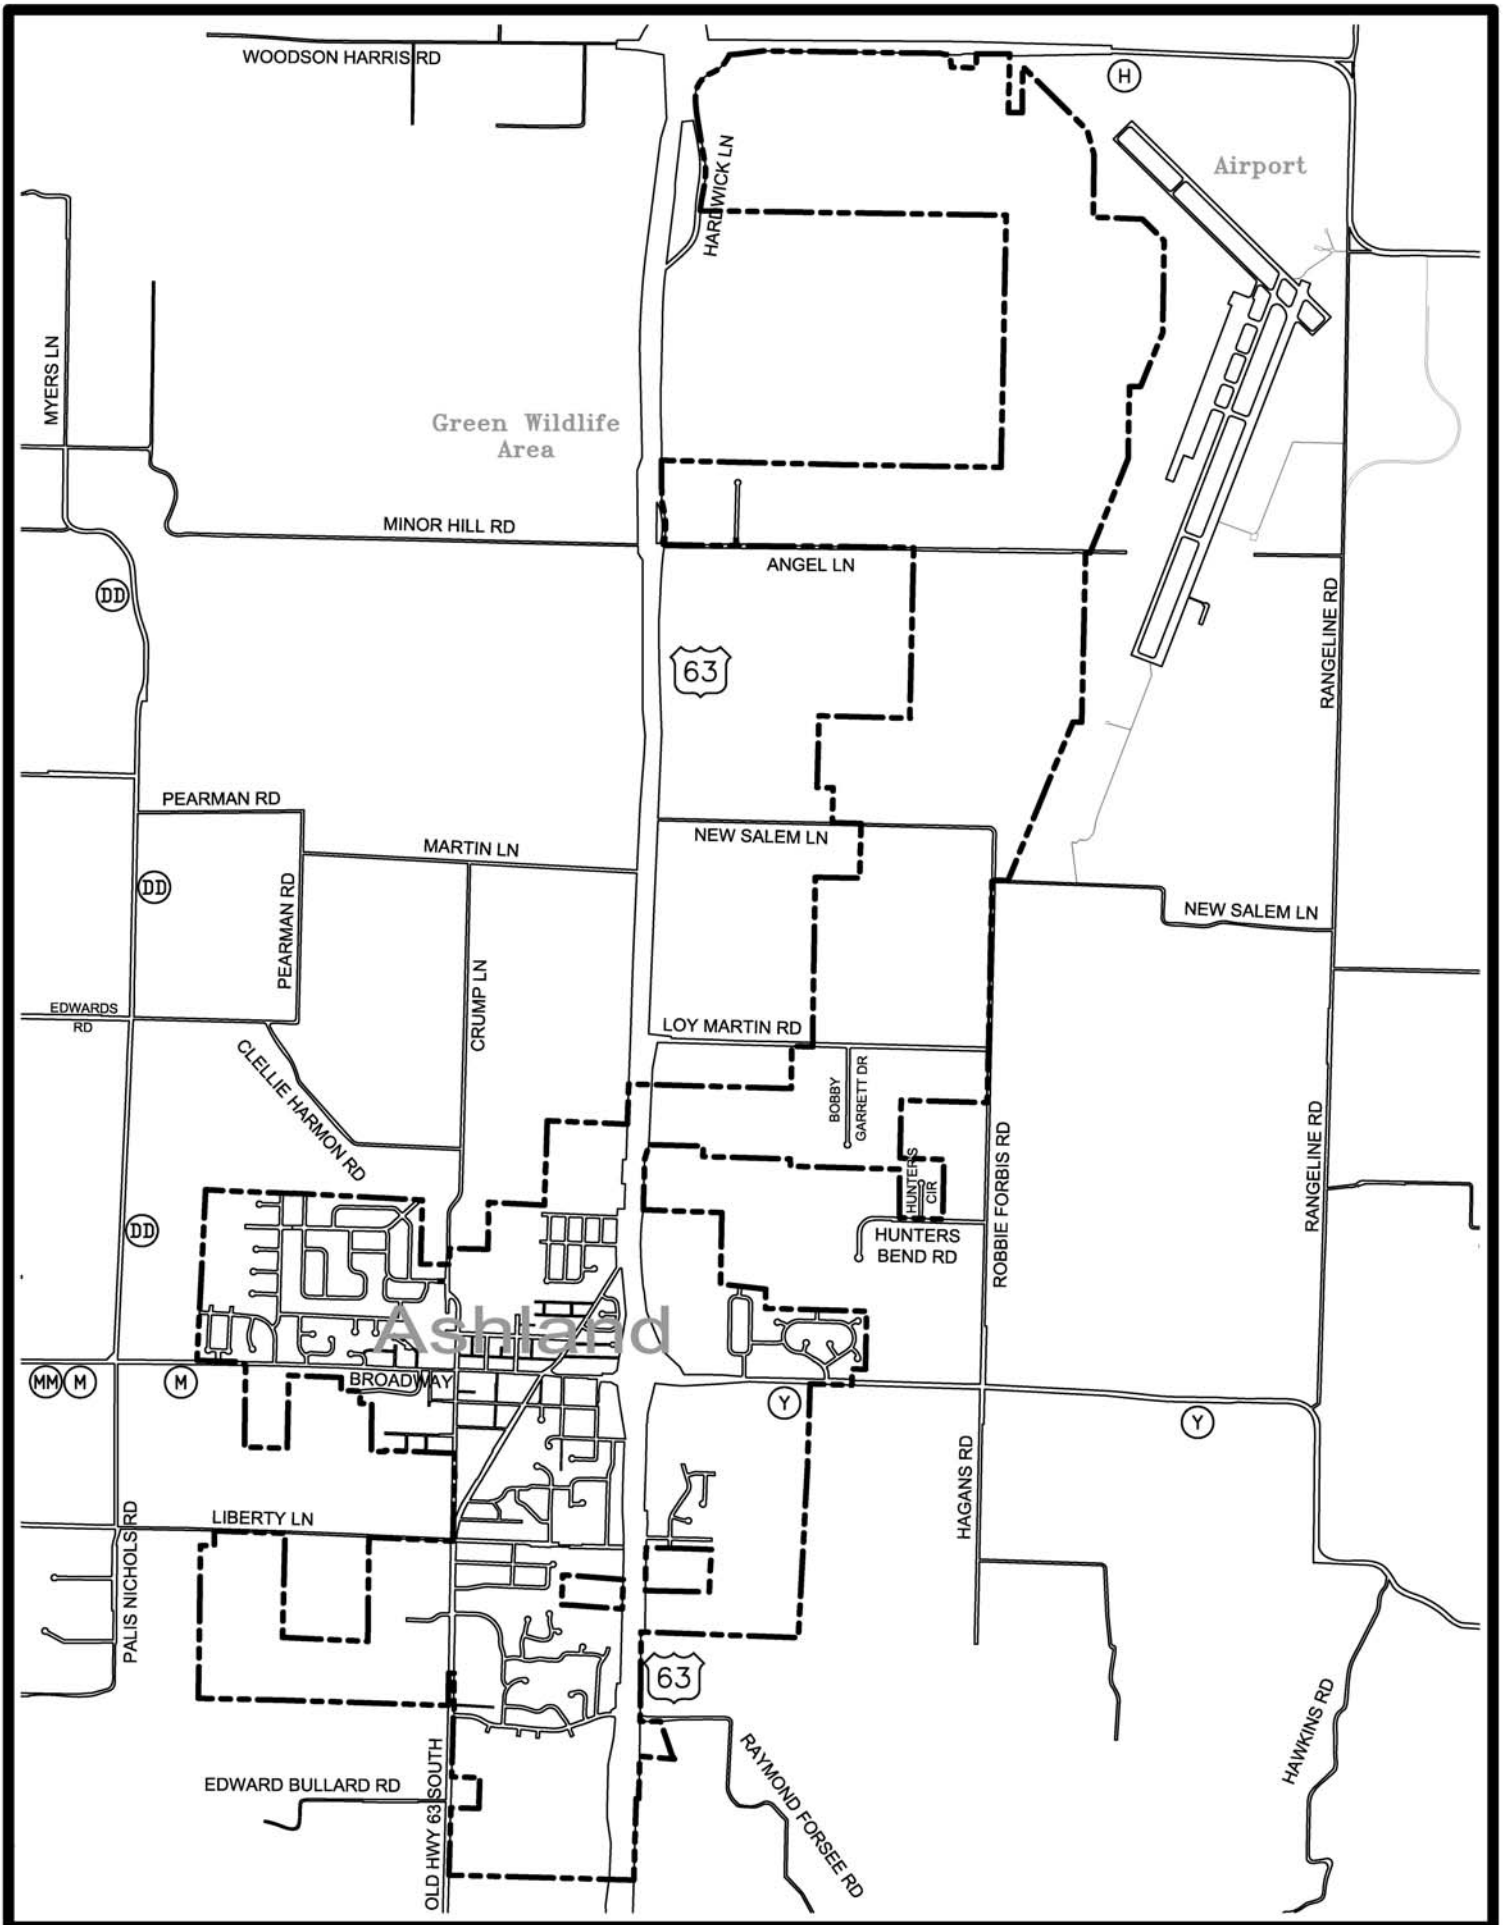 WOODSON HARRIS RD
H
HARDWICK LN
Airport
MYERS LN
Green Wildlife
Area
MINOR HILL RD
ANGEL LN
DD
RANGELINE RD
63
PEARMAN RD
NEW SALEM LN
MARTIN LN
DD
PEARMAN RD
NEW SALEM LN
CRUMP LN
EDWARDS
RD
LOY MARTIN RD
CLELLIE HARMON RD
BOBBY
GARRETT DR
RANGELINE RD
HUNTERS
CIR
ROBBIE FORBIS RD
DD
HUNTERS
BEND RD
Ashland
MM
M
M
BROADWAY
Y
Y
HAGANS RD
LIBERTY LN
PALIS NICHOLS RD
63
HAWKINS RD
RAYMOND FORSEE RD
EDWARD BULLARD RD
OLD HWY 63 SOUTH